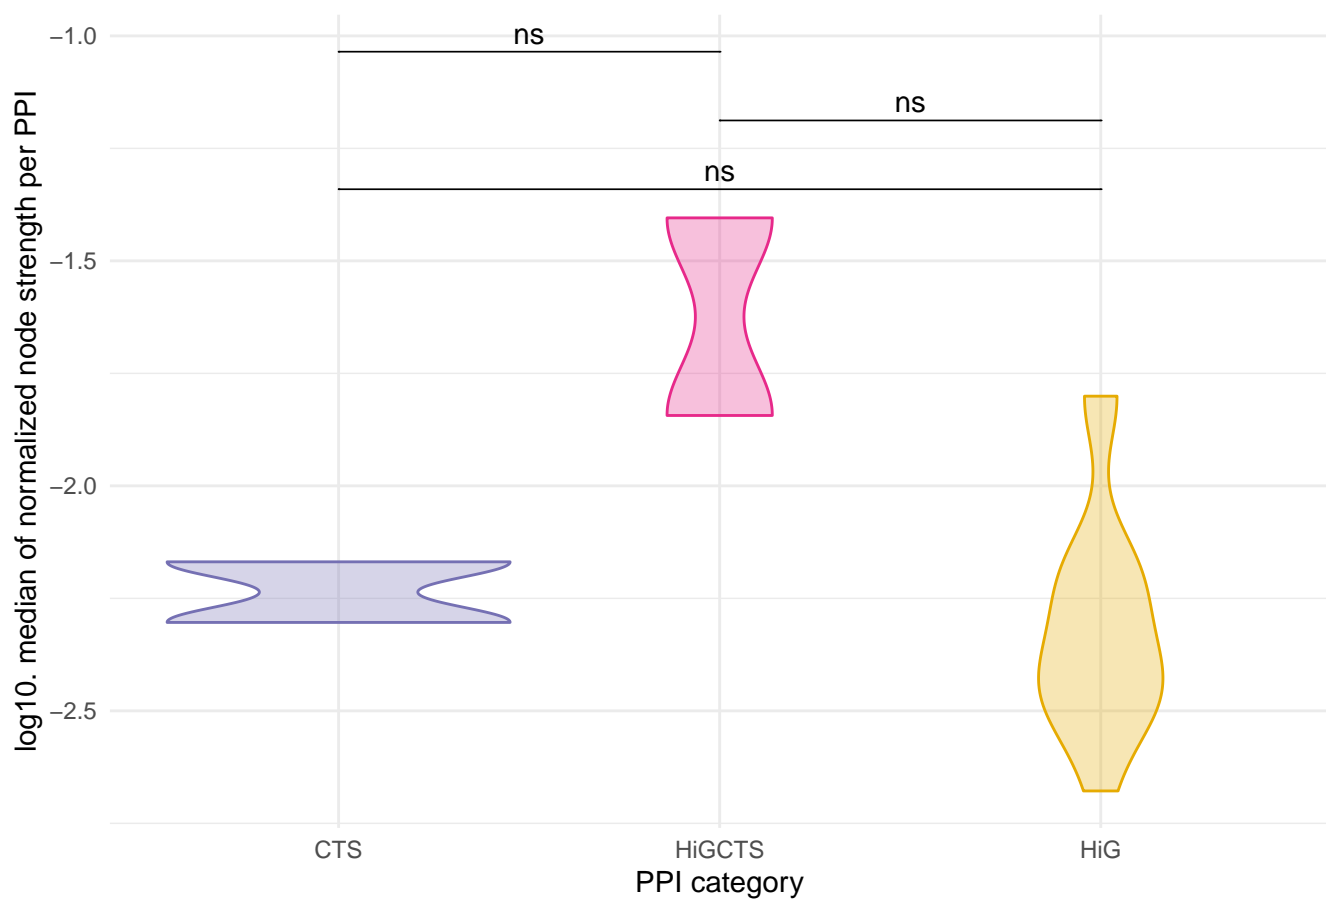 log10. median of normalized node strength per PPI
−1.0
−1.5
−2.0
−2.5
ns
ns
ns
CTS
HiGCTS
HiG
PPI category